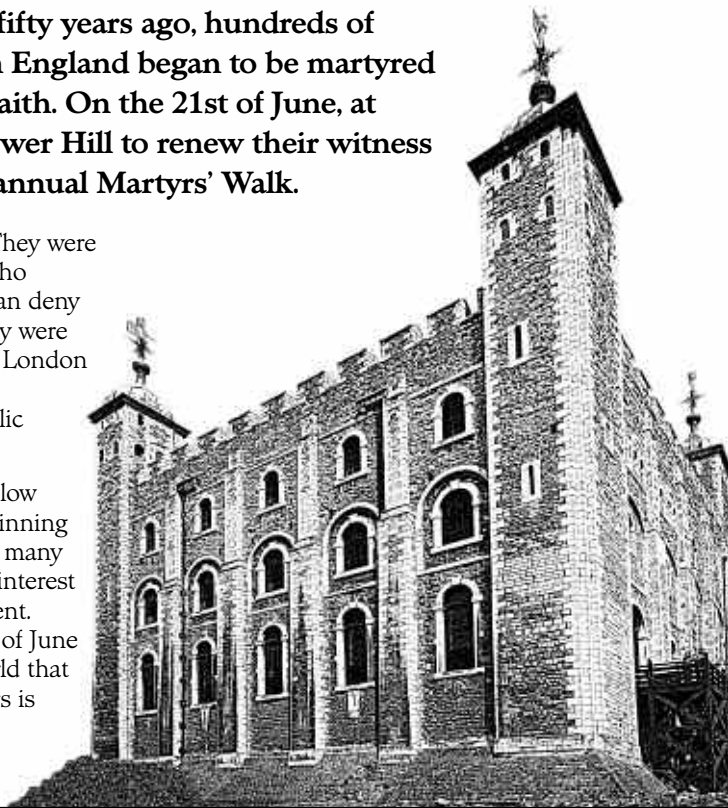 fifty years ago, hundreds of
England began to be martyred
aith. On the 21st of June, at
wer Hill to renew their witness
annual Martyrs’ Walk.
They were
ho
an deny
y were
London
lic
low
inning
many
interest
ent.
of June
ld that
s is